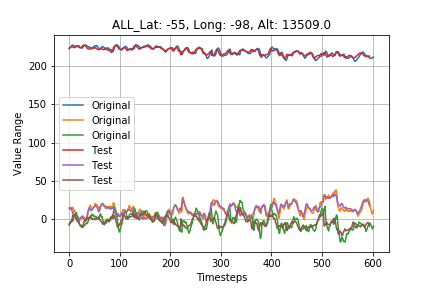 ALL_Lat: -55, Long: -98, Alt: 13509.0
200
150
100
50
0
Value Range
Original
Original
Original
Test
Test
Test
0 100 200 300 400 500 600
Timesteps